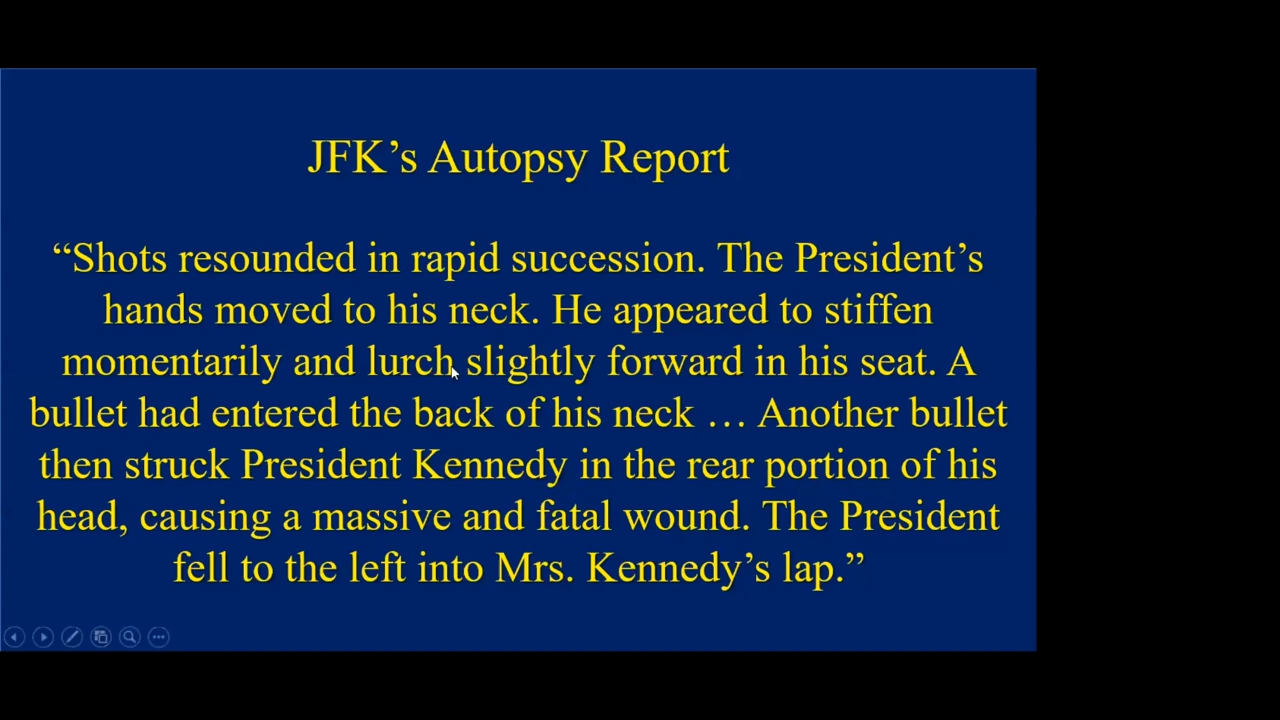 JFK’s Autopsy Report
“Shots resounded in rapid succession. The President’s
hands moved to his neck. He appeared to stiffen
momentarily and lurch slightly forward in his seat. A
bullet had entered the back of his neck … Another bullet
then struck President Kennedy in the rear portion of his
head, causing a massive and fatal wound. The President
fell to the left into Mrs. Kennedy’s lap.”